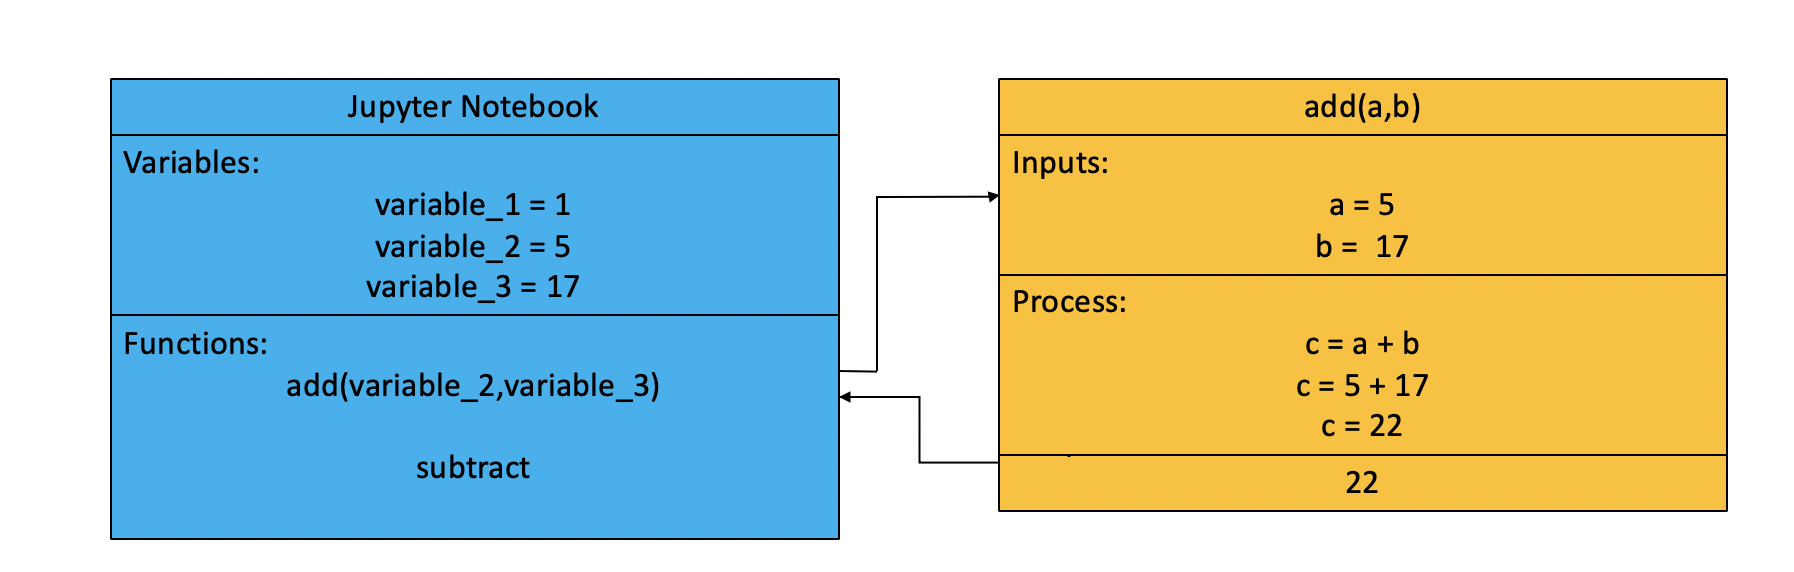 Jupyter Notebook
Variables:
variable_1 = 1
variable_2 = 5
variable_3 = 17
Functions:
add(variable_2,variable_3)
subtract
add(a,b)
Inputs:
a = 5
b =  17
Process:
c = a + b
c = 5 + 17
c = 22
22